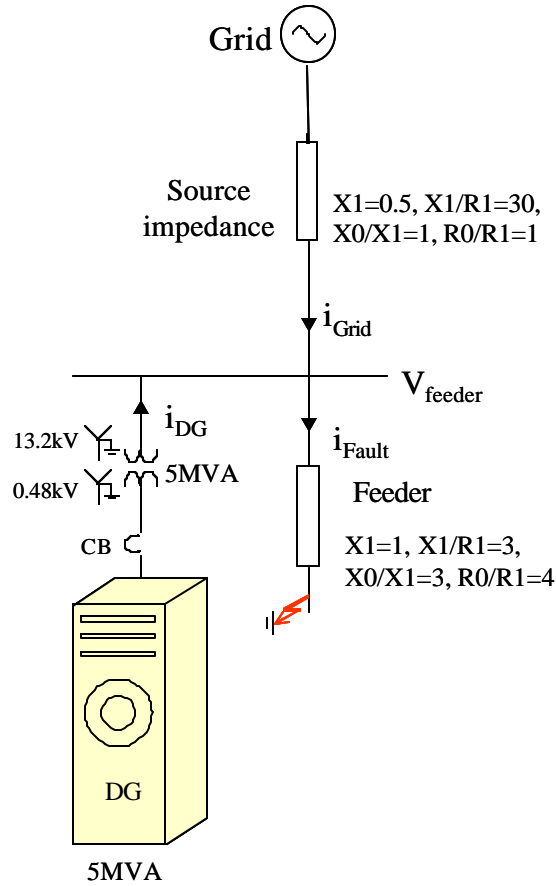 Grid
Source
impedance
X1=0.5, X1/R1=30,
X0/X1=1, R0/R1=1
iGrid
Vfeeder
iDG
13.2kV
0.48kV
5MVA
iFault
Feeder
CB
X1=1, X1/R1=3,
X0/X1=3, R0/R1=4
DG
5MVA